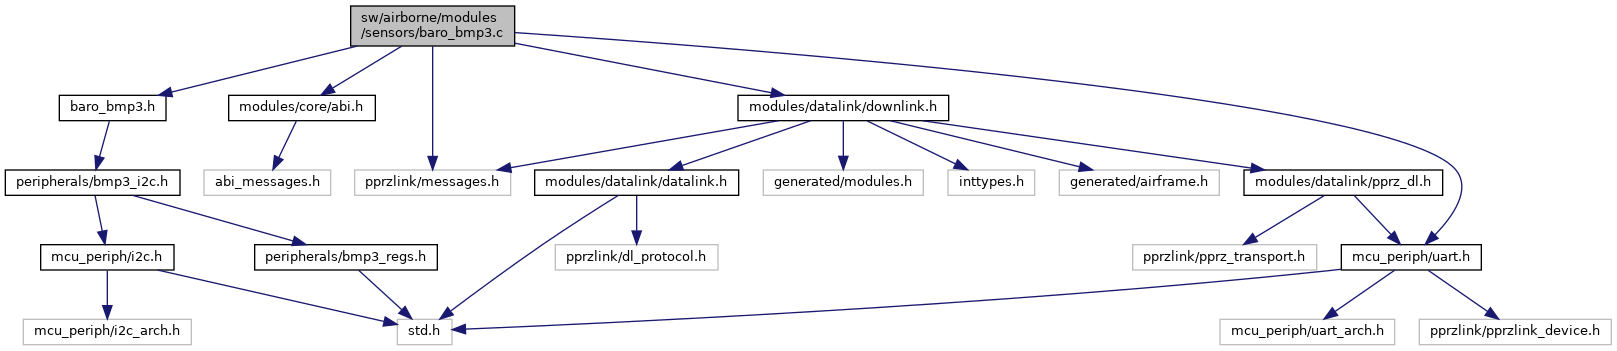 sw/airborne/modules
/sensors/baro_bmp3.c
baro_bmp3.h
modules/core/abi.h
modules/datalink/downlink.h
peripherals/bmp3_i2c.h
abi_messages.h
pprzlink/messages.h
modules/datalink/datalink.h
generated/modules.h
inttypes.h
generated/airframe.h
modules/datalink/pprz_dl.h
mcu_periph/i2c.h
peripherals/bmp3_regs.h
pprzlink/dl_protocol.h
pprzlink/pprz_transport.h
mcu_periph/uart.h
mcu_periph/i2c_arch.h
std.h
mcu_periph/uart_arch.h
pprzlink/pprzlink_device.h